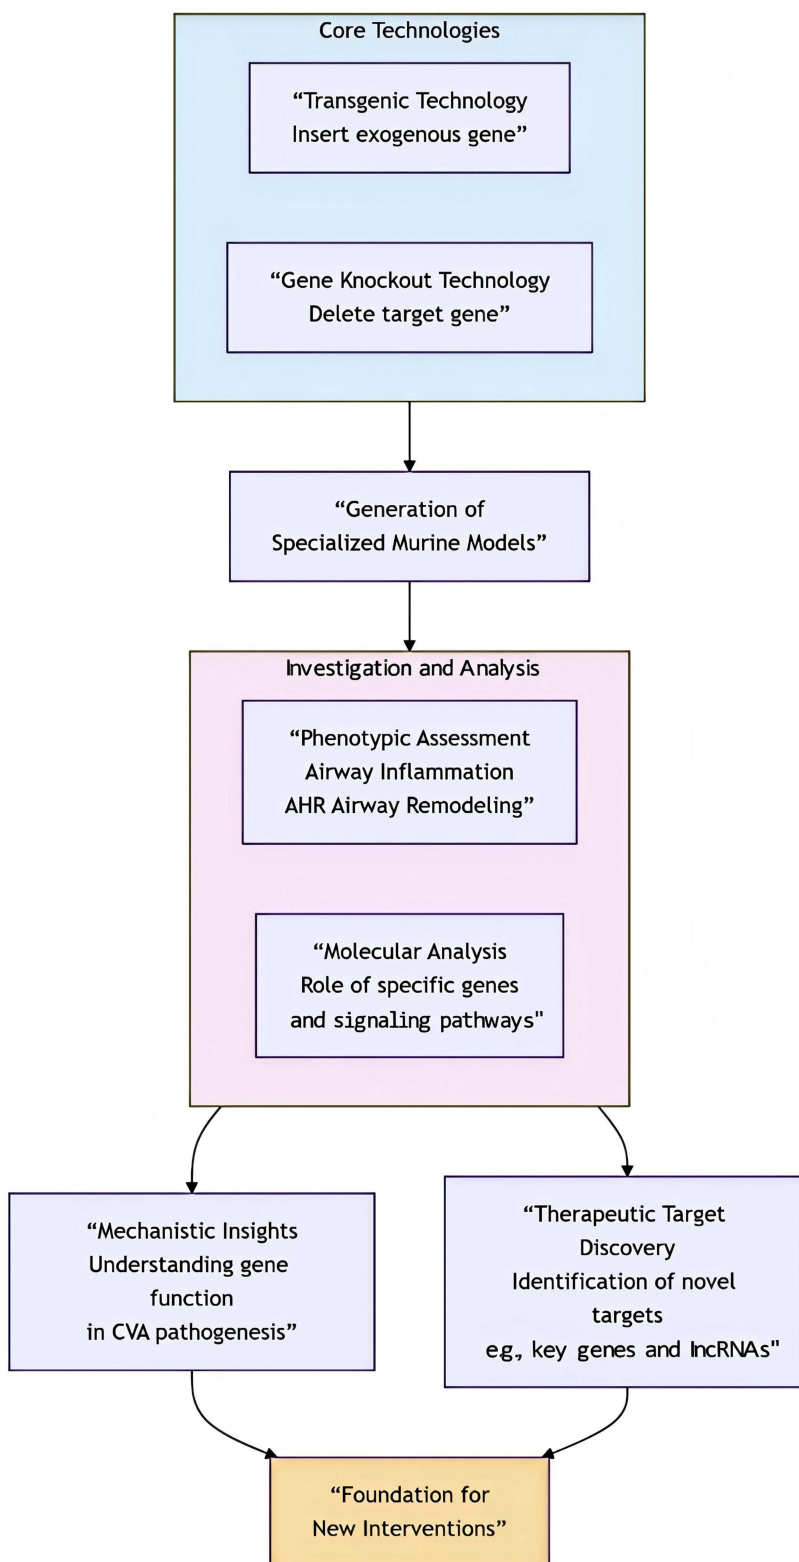 Core Technologies
“Transgenic Technology
Insert exogenous gene”
“Gene Knockout Technology
Delete target gene”
“Generation of
Specialized Murine Models”
Investigation and Analysis
“Phenotypic Assessment
Airway Inflammation
AHR Airway Remodeling”
“Molecular Analysis
Role of specific genes
and signaling pathways"
“Mechanistic Insights
Understanding gene
function
in CVA pathogenesis”
“Therapeutic Target
Discovery
Identification of novel
targets
e.g., key genes and lncRNAs"
“Foundation for
New Interventions”